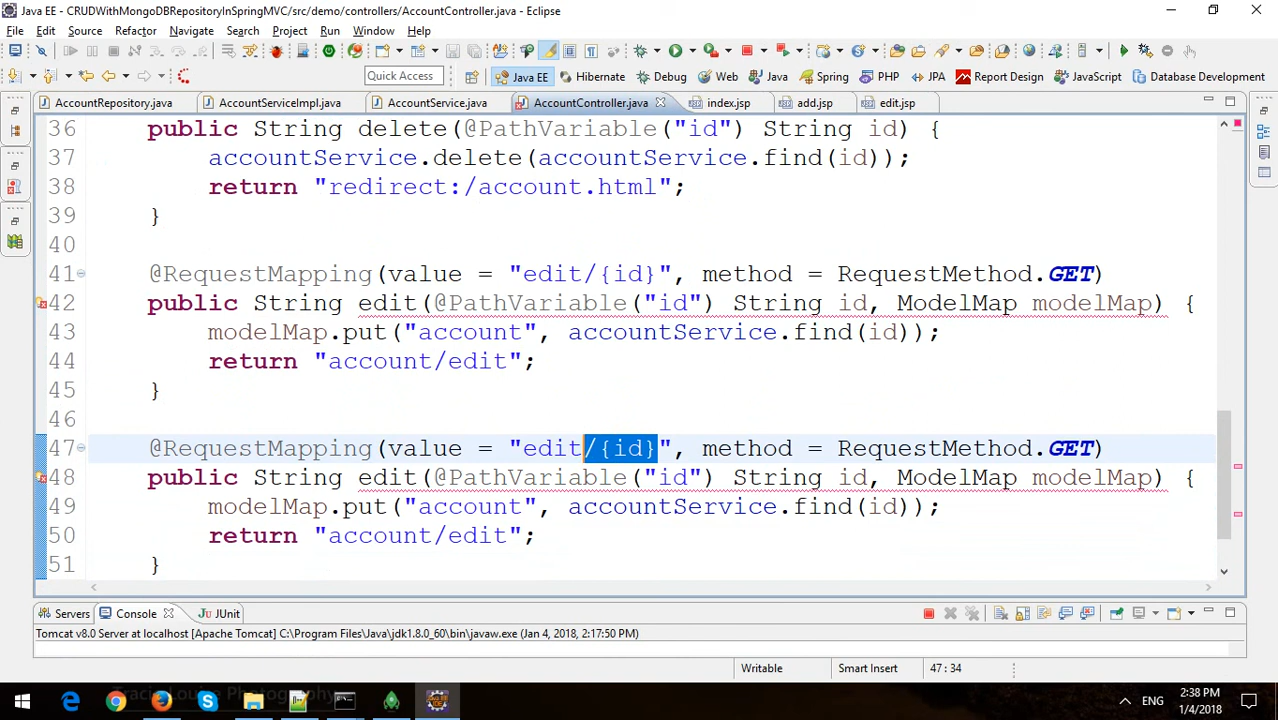 Java EE - CRUDWithMongoDBRepositoryInSpringMVC/src/demo/controllers/AccountController.java - Eclipse
File Edit Source Refactor Navigate Search Project Run Window Help
Quick Access Java EE Hibernate Debug Web Java Spring PHP JPA Report Design JavaScript Database Development
AccountRepository.java AccountServiceImpl.java AccountService.java AccountController.java index.jsp add.jsp edit.jsp
36 public String delete(@PathVariable("id") String id) {
37 accountService.delete(accountService.find(id));
38 return "redirect:/account.html";
39 }
40
41 @RequestMapping(value = "edit/{id}", method = RequestMethod.GET)
42 public String edit(@PathVariable("id") String id, ModelMap modelMap) {
43 modelMap.put("account", accountService.find(id));
44 return "account/edit";
45 }
46
47 @RequestMapping(value = "edit/{id}", method = RequestMethod.GET)
48 public String edit(@PathVariable("id") String id, ModelMap modelMap) {
49 modelMap.put("account", accountService.find(id));
50 return "account/edit";
51 }
Servers Console JUnit
Tomcat v8.0 Server at localhost [Apache Tomcat] C:\Program Files\Java\jdk1.8.0_60\bin\javaw.exe (Jan 4, 2018, 2:17:50 PM)
Writable Smart Insert 47 : 34
ENG 2:38 PM
1/4/2018